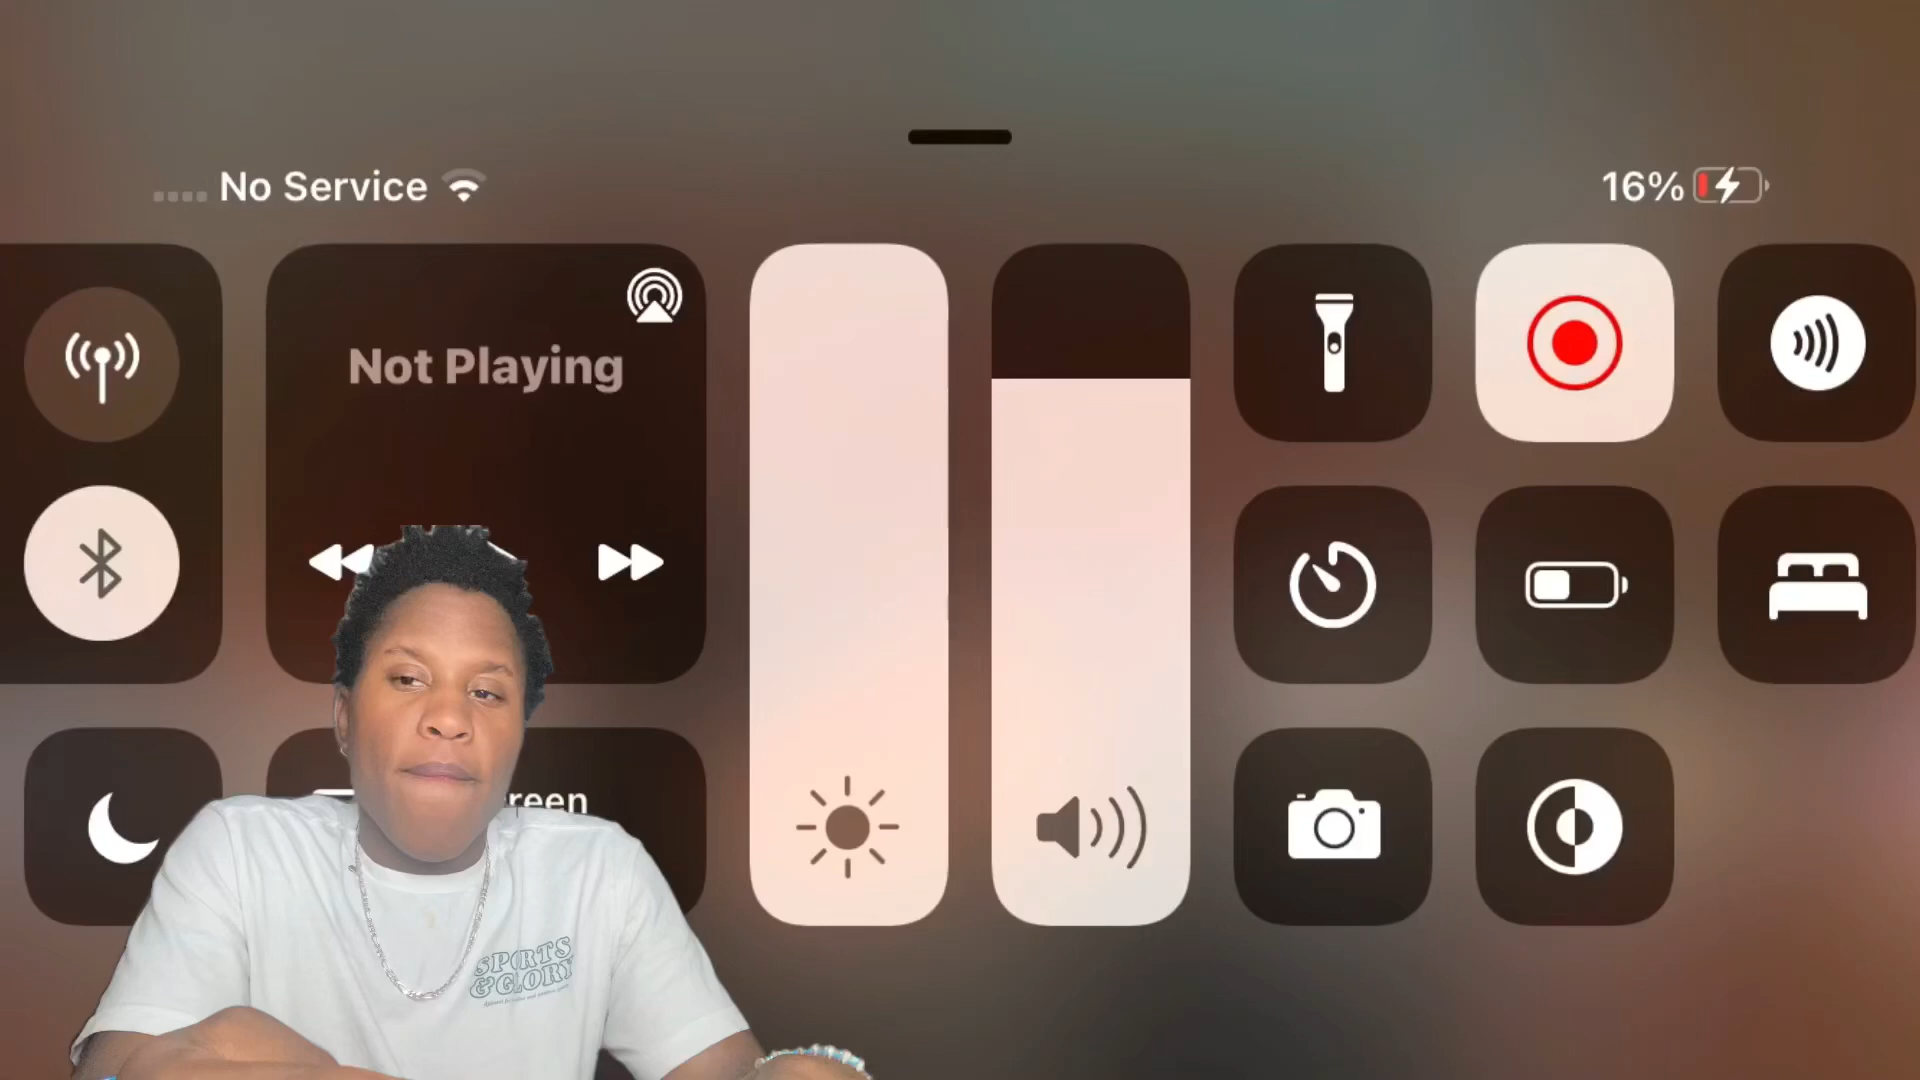 No Service
16%
Not Playing
reen
SPORTS
& GLORY